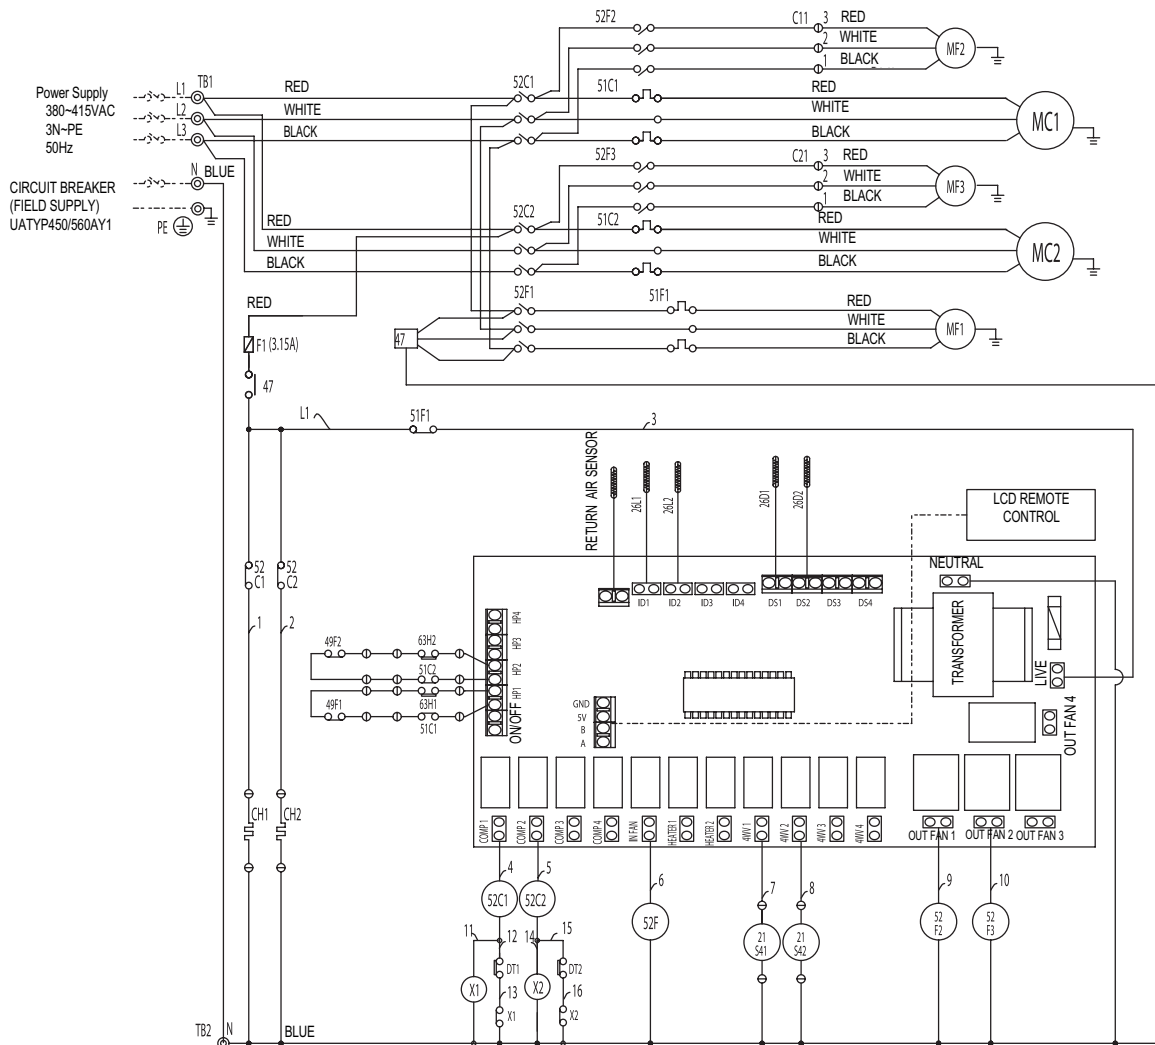 52F2
C11
3
RED
2
WHITE
1
BLACK
MF2
Power Supply
380~415VAC
3N~PE
50Hz
L1
TB1
RED
52C1
51C1
RED
L2
WHITE
WHITE
MC1
L3
BLACK
BLACK
N
BLUE
52F3
C21
3
RED
2
WHITE
1
BLACK
MF3
CIRCUIT BREAKER
(FIELD SUPPLY)
UATYP450/560AY1
PE
RED
52C2
51C2
RED
WHITE
WHITE
MC2
BLACK
BLACK
RED
52F1
51F1
RED
WHITE
MF1
BLACK
47
F1 (3.15A)
47
L1
51F1
3
RETURN AIR SENSOR
26L1
26L2
26D1
26D2
LCD REMOTE
CONTROL
NEUTRAL
52
C1
52
C2
ID1
ID2
ID3
ID4
DS1
DS2
DS3
DS4
1
2
HP4
HP3
HP2
HP1
ON/OFF
TRANSFORMER
LIVE
49F2
63H2
51C2
49F1
63H1
51C1
GND
5V
B
A
OUT FAN 4
CH1
CH2
COMP 1
COMP 2
COMP 3
COMP 4
IN FAN
HEATER 1
HEATER 2
4WV 1
4WV 2
4WV 3
4WV 4
OUT FAN 1
OUT FAN 2
OUT FAN 3
4
5
6
7
8
9
10
52C1
52C2
52F
21
S41
21
S42
52
F2
52
F3
11
12
14
15
DT1
DT2
X1
13
X2
16
X1
X2
TB2
N
BLUE